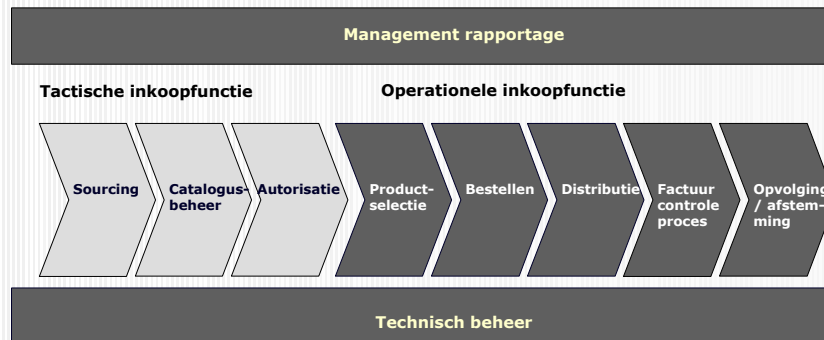 Management rapportage
Tactische inkoopfunctie
Operationele inkoopfunctie
Sourcing
Catalogus-
beheer
Autorisatie
Product-
selectie
Bestellen
Distributie
Factuur
controle
proces
Opvolging
/ afstem-
ming
Technisch beheer